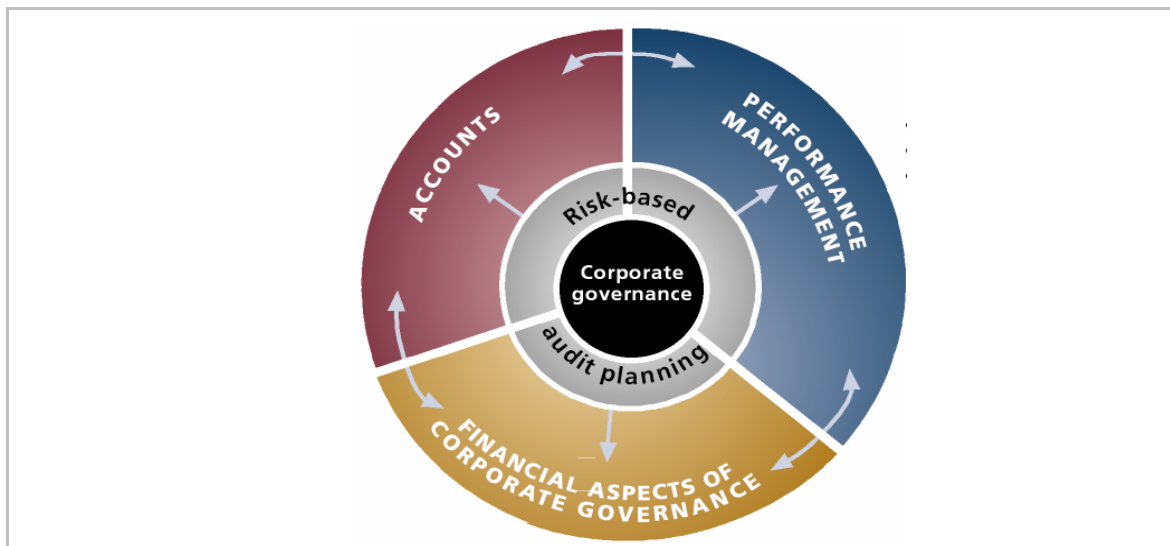 ACCOUNTS
PERFORMANCE
MANAGEMENT
Risk-based
Corporate
governance
audit planning
FINANCIAL ASPECTS OF
CORPORATE GOVERNANCE